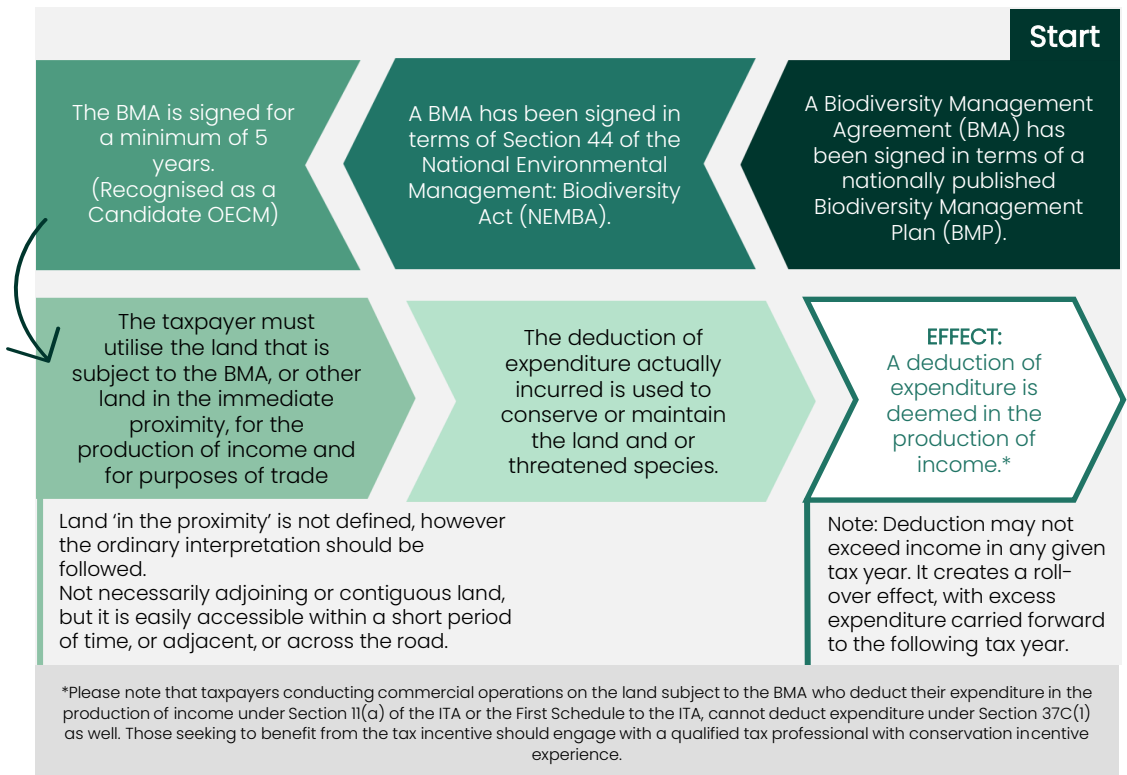 Start
A Biodiversity Management
Agreement (BMA) has
been signed in terms of a
nationally published
Biodiversity Management
Plan (BMP).
A BMA has been signed in
terms of Section 44 of the
National Environmental
Management: Biodiversity
Act (NEMBA).
The BMA is signed for
a minimum of 5
years.
(Recognised as a
Candidate OECM)
The taxpayer must
utilise the land that is
subject to the BMA, or other
land in the immediate
proximity, for the
production of income and
for purposes of trade
The deduction of
expenditure actually
incurred is used to
conserve or maintain
the land and or
threatened species.
EFFECT:
A deduction of
expenditure is
deemed in the
production of
income.*
Land ‘in the proximity’ is not defined, however
the ordinary interpretation should be
followed.
Not necessarily adjoining or contiguous land,
but it is easily accessible within a short period
of time, or adjacent, or across the road.
Note: Deduction may not
exceed income in any given
tax year. It creates a roll-
over effect, with excess
expenditure carried forward
to the following tax year.
*Please note that taxpayers conducting commercial operations on the land subject to the BMA who deduct their expenditure in the
production of income under Section 11(a) of the ITA or the First Schedule to the ITA, cannot deduct expenditure under Section 37C(1)
as well. Those seeking to benefit from the tax incentive should engage with a qualified tax professional with conservation incentive
experience.